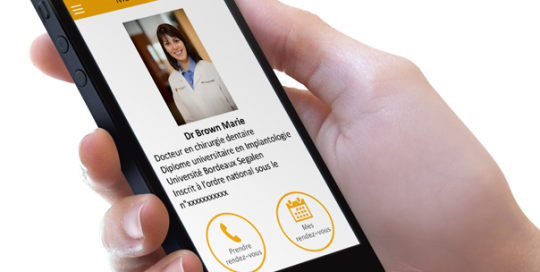 Dr Brown Marie
Docteur en chirurgie dentaire
Diplome universitaire en Implantologie
Université Bordeaux Segalen
Inscrit à l'ordre national sous le
n°xxxxxxxxxxx
Prendre
rendez-vous
Mes
rendez-vous